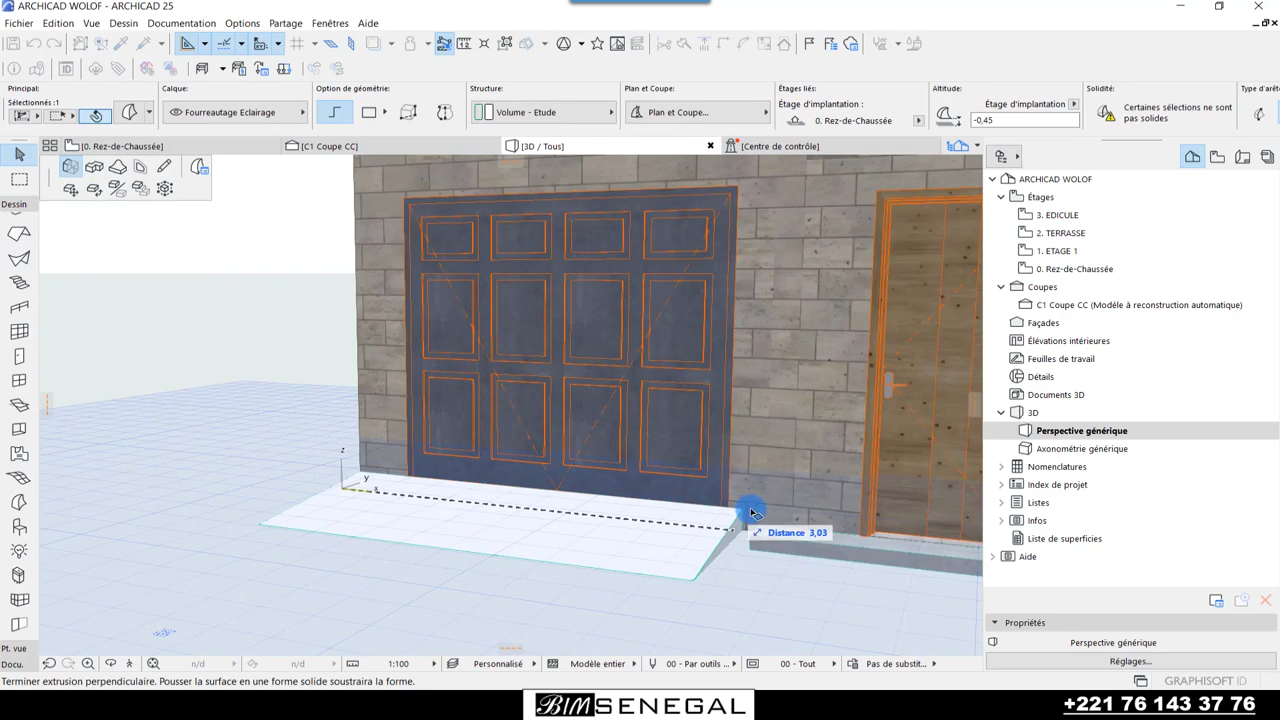 ARCHICAD WOLOF - ARCHICAD 25
Fichier Edition Vue Dessin Documentation Options Partage Fenêtres Aide
Principal: Calque: Option de géométrie: Structure: Plan et Coupe: Étages liés: Altitude: Solidité: Type d'arêt
Sélectionnés :1
Fourreautage Eclairage
Volume - Etude
Plan et Coupe...
Étage d'implantation :
0. Rez-de-Chaussée
Étage d'implantation
-0,45
Certaines sélections ne sont pas solides
[0. Rez-de-Chaussée] [C1 Coupe CC] [3D / Tous] [Centre de contrôle]
Dessin
Pt. vue
Docu.
z
y
x
Distance 3,03
ARCHICAD WOLOF
Étages
3. EDICULE
2. TERRASSE
1. ETAGE 1
0. Rez-de-Chaussée
Coupes
C1 Coupe CC (Modèle à reconstruction automatique)
Façades
Élévations intérieures
Feuilles de travail
Détails
Documents 3D
3D
Perspective générique
Axonométrie générique
Nomenclatures
Index de projet
Listes
Infos
Liste de superficies
Aide
Propriétés
Perspective générique
Réglages...
n/d n/d 1:100 Personnalisé Modèle entier 00 - Par outils ... 00 - Tout Pas de substit...
Terminer extrusion perpendiculaire. Pousser la surface en une forme solide soustraira la forme.
GRAPHISOFT ID
BIMSENEGAL
+221 76 143 37 76